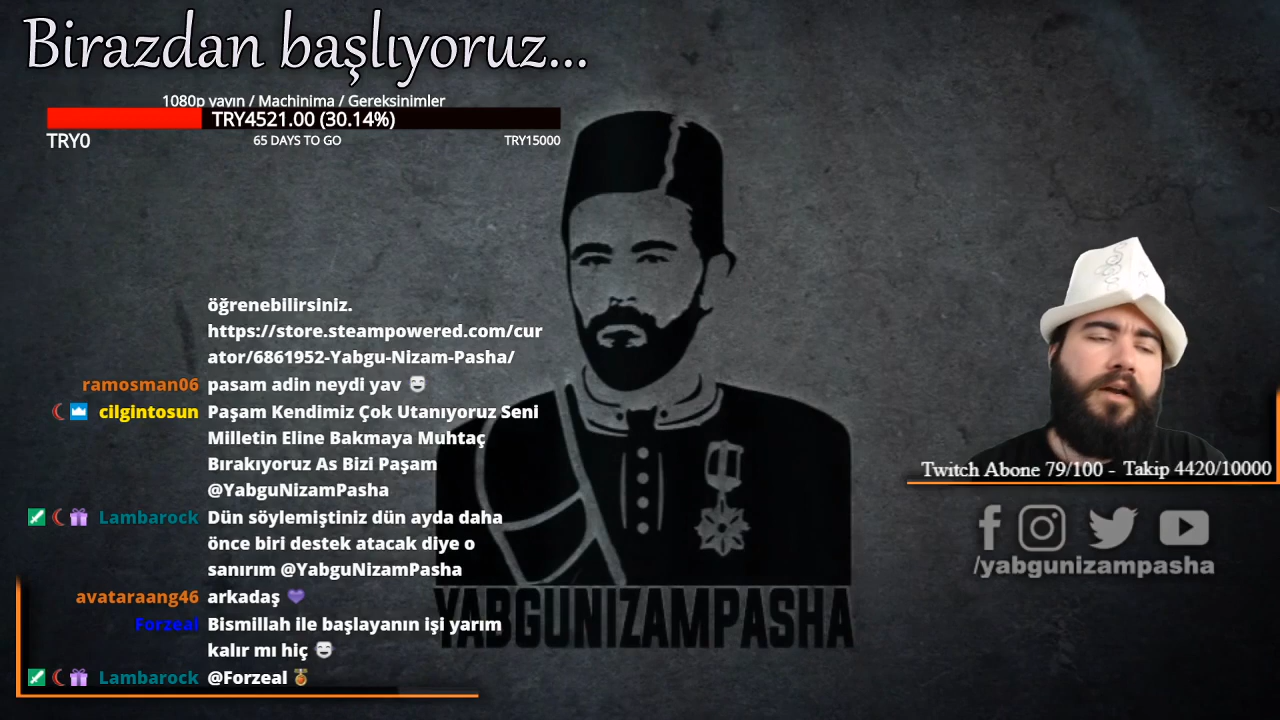 Birazdan başlıyoruz...
1080p yayın / Machinima / Gereksinimler
TRY4521.00 (30.14%)
TRY0
65 DAYS TO GO
TRY15000
öğrenebilirsiniz.
https://store.steampowered.com/cur
ator/6861952-Yabgu-Nizam-Pasha/
ramosman06 pasam adin neydi yav
cilgintosun Paşam Kendimiz Çok Utanıyoruz Seni
Milletin Eline Bakmaya Muhtaç
Bırakıyoruz As Bizi Paşam
@YabguNizamPasha
Lambarock Dün söylemiştiniz dün ayda daha
önce biri destek atacak diye o
sanırım @YabguNizamPasha
avataraang46 arkadaş
Forzeal Bismillah ile başlayanın işi yarım
kalır mı hiç
Lambarock @Forzeal
YABGUNIZAMPASHA
Twitch Abone 79/100 - Takip 4420/10000
/yabgunizampasha